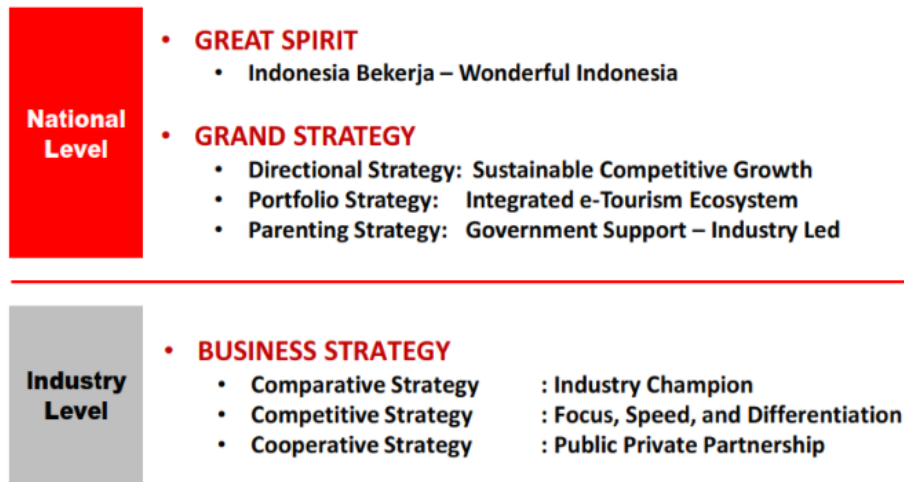 National
Level
• GREAT SPIRIT
• Indonesia Bekerja – Wonderful Indonesia
• GRAND STRATEGY
• Directional Strategy: Sustainable Competitive Growth
• Portfolio Strategy: Integrated e-Tourism Ecosystem
• Parenting Strategy: Government Support – Industry Led
Industry
Level
• BUSINESS STRATEGY
• Comparative Strategy : Industry Champion
• Competitive Strategy : Focus, Speed, and Differentiation
• Cooperative Strategy : Public Private Partnership